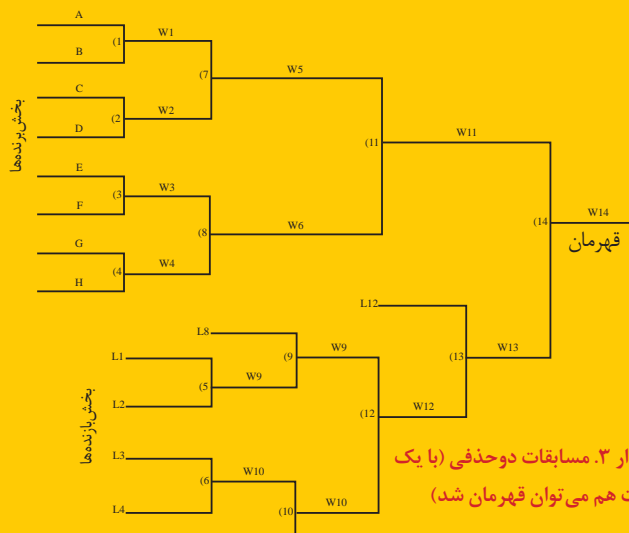 A
(1
W1
B
(7
W5
C
(2
W2
D
(11
W11
E
(3
W3
F
(8
W6
G
(4
W4
H
(14
W14
قهرمان
بخش برنده‌ها
L12
(13
W13
L8
(9
W9
L1
(5
W9
L2
(12
W12
L3
(6
W10
L4
(10
W10
بخش بازنده‌ها
ار ۳. مسابقات دوحذفی (با یک
ت هم می‌توان قهرمان شد)